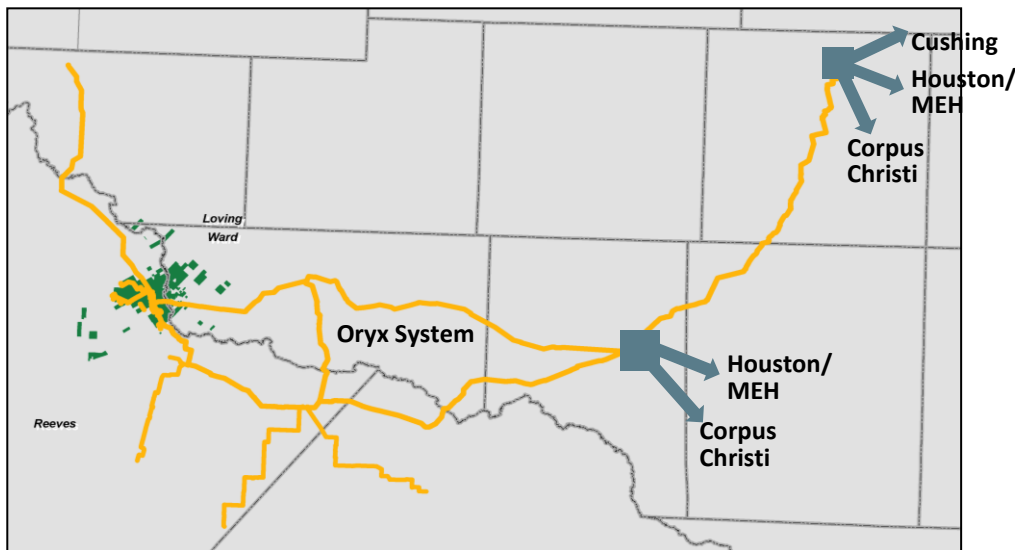 Cushing
Houston/
MEH
Corpus
Christi
Loving
Ward
Oryx System
Houston/
MEH
Reeves
Corpus
Christi